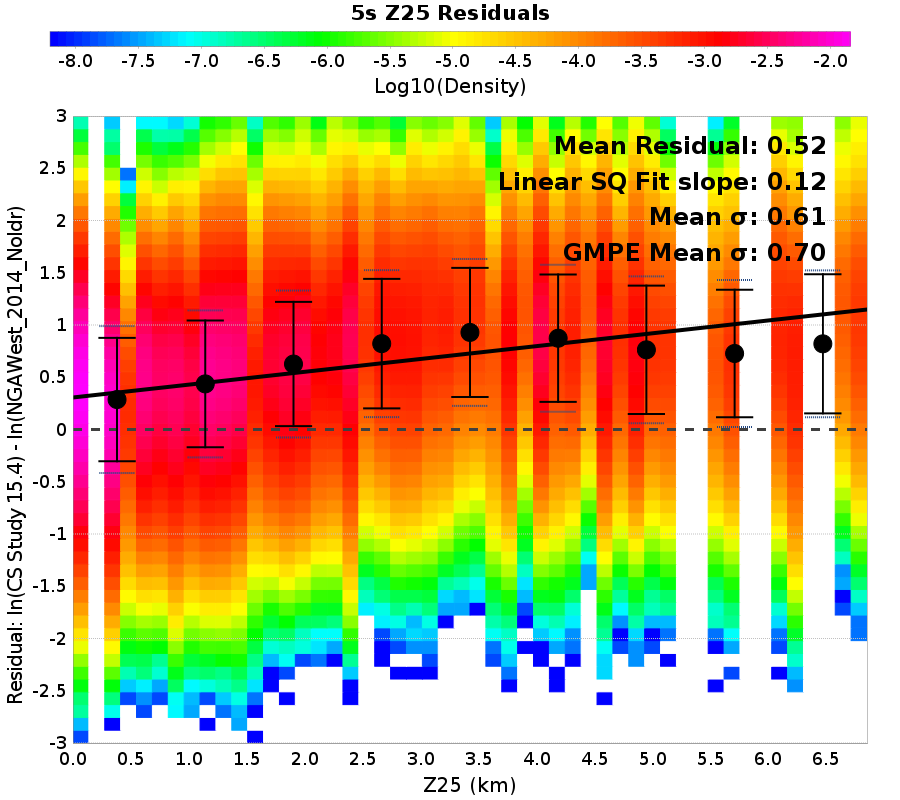 5s Z25 Residuals
-8.0 -7.5 -7.0 -6.5 -6.0 -5.5 -5.0 -4.5 -4.0 -3.5 -3.0 -2.5 -2.0
Log10(Density)
Residual: ln(CS Study 15.4) - ln(NGAWest_2014_NoIdr)
3
2.5
2
1.5
1
0.5
0
-0.5
-1
-1.5
-2
-2.5
-3
Mean Residual: 0.52
Linear SQ Fit slope: 0.12
Mean σ: 0.61
GMPE Mean σ: 0.70
0.0 0.5 1.0 1.5 2.0 2.5 3.0 3.5 4.0 4.5 5.0 5.5 6.0 6.5
Z25 (km)